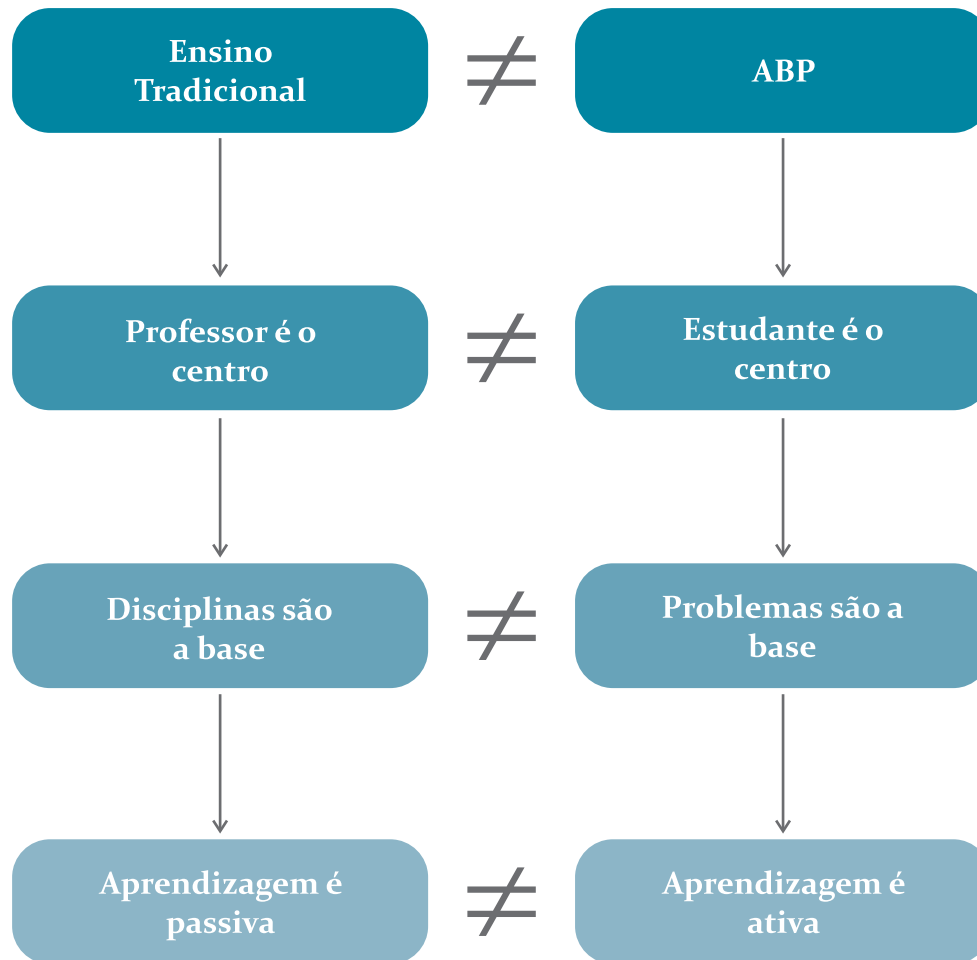 Ensino
Tradicional
≠
ABP
Professor é o
centro
≠
Estudante é o
centro
Disciplinas são
a base
≠
Problemas são a
base
Aprendizagem é
passiva
≠
Aprendizagem é
ativa